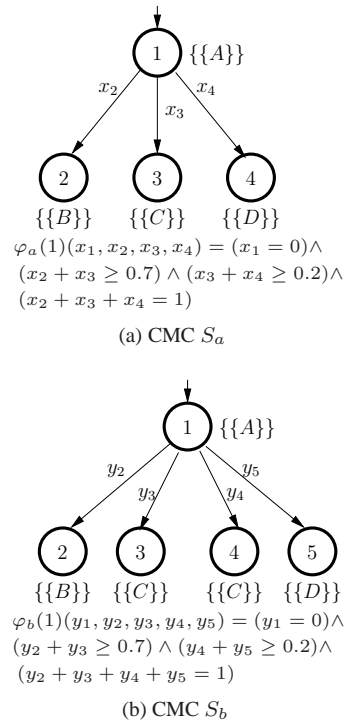 1 {{A}}
x₂ x₃ x₄
2 3 4
{{B}} {{C}} {{D}}
φₐ(1)(x₁, x₂, x₃, x₄) = (x₁ = 0)∧
(x₂ + x₃ ≥ 0.7) ∧ (x₃ + x₄ ≥ 0.2)∧
(x₂ + x₃ + x₄ = 1)
(a) CMC Sₐ
1 {{A}}
y₂ y₃ y₄ y₅
2 3 4 5
{{B}} {{C}} {{C}} {{D}}
φ_b(1)(y₁, y₂, y₃, y₄, y₅) = (y₁ = 0)∧
(y₂ + y₃ ≥ 0.7) ∧ (y₄ + y₅ ≥ 0.2)∧
(y₂ + y₃ + y₄ + y₅ = 1)
(b) CMC S_b